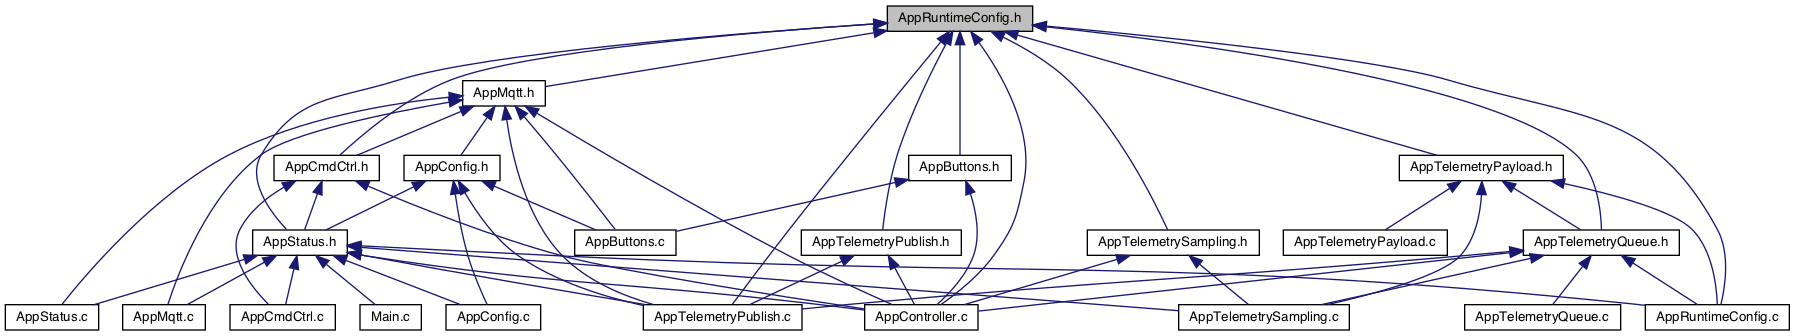 AppRuntimeConfig.h
AppMqtt.h
AppCmdCtrl.h
AppConfig.h
AppButtons.h
AppTelemetryPayload.h
AppStatus.h
AppButtons.c
AppTelemetryPublish.h
AppTelemetrySampling.h
AppTelemetryPayload.c
AppTelemetryQueue.h
AppStatus.c
AppMqtt.c
AppCmdCtrl.c
Main.c
AppConfig.c
AppTelemetryPublish.c
AppController.c
AppTelemetrySampling.c
AppTelemetryQueue.c
AppRuntimeConfig.c